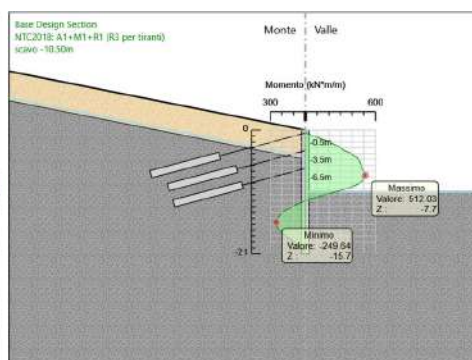 Base Design Section
NTC2018: A1+M1+R1 (R3 per tiranti)
scavo -10.50m
Monte Valle
Momento (kN*m/m)
300 600
0
-0.5m
-3.5m
-6.5m
Massimo
Valore: 512.03
Z : -7.7
Minimo
Valore: -249.64
Z : -15.7
-21